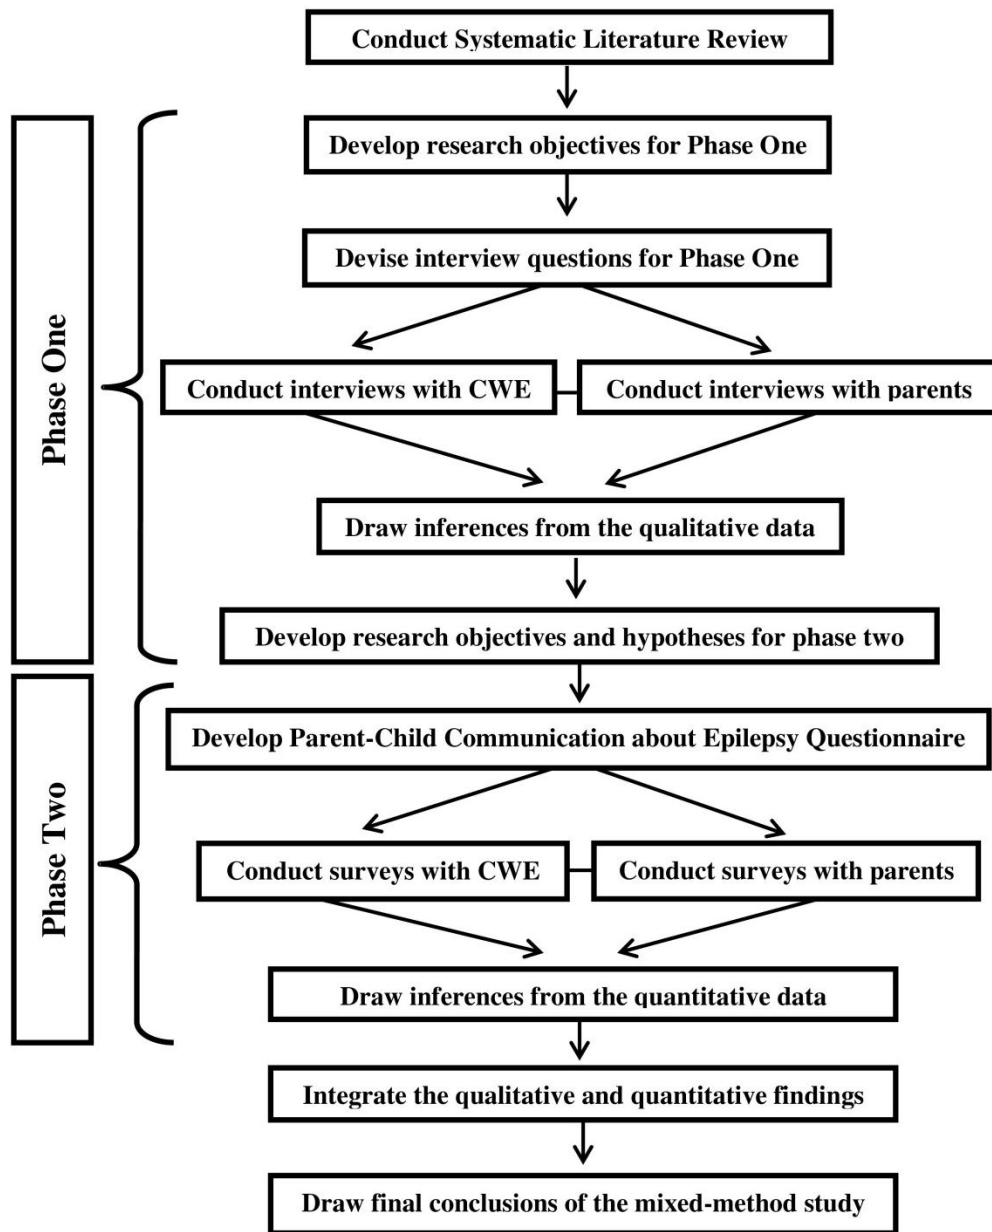 Conduct Systematic Literature Review
Phase One
Develop research objectives for Phase One
Devise interview questions for Phase One
Conduct interviews with CWE
Conduct interviews with parents
Draw inferences from the qualitative data
Develop research objectives and hypotheses for phase two
Phase Two
Develop Parent-Child Communication about Epilepsy Questionnaire
Conduct surveys with CWE
Conduct surveys with parents
Draw inferences from the quantitative data
Integrate the qualitative and quantitative findings
Draw final conclusions of the mixed-method study